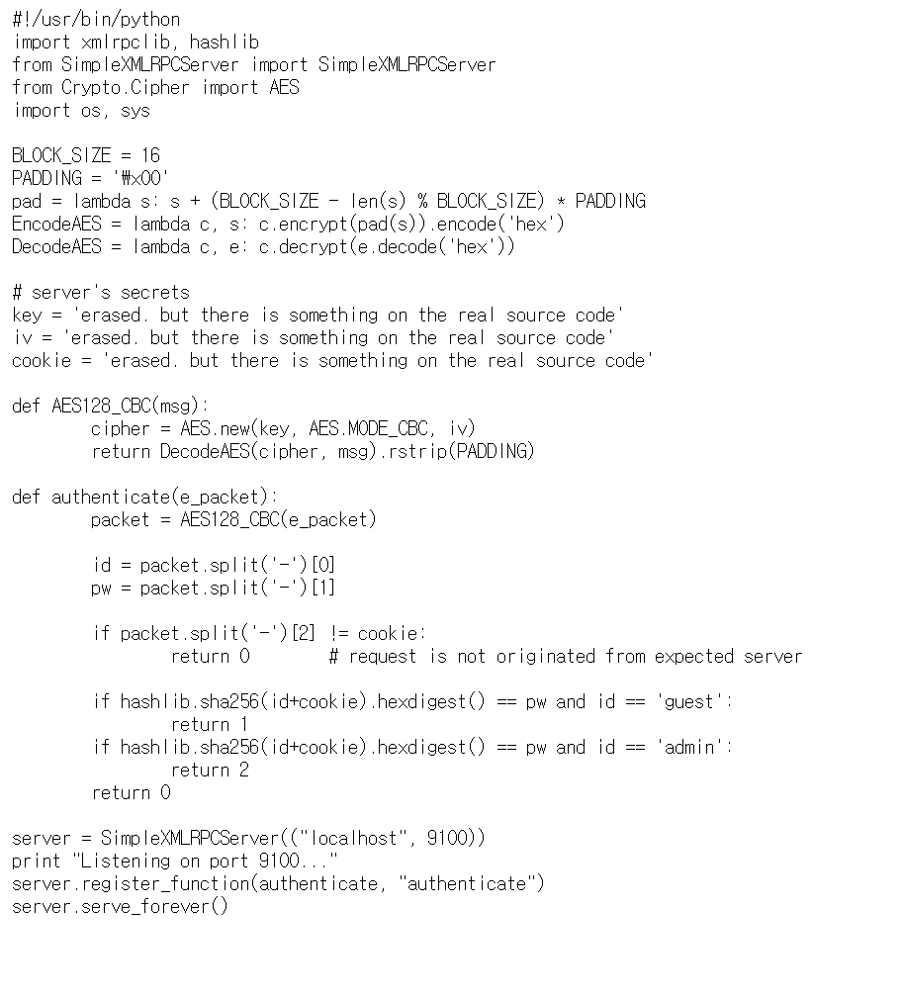 #!/usr/bin/python
import xmlrpclib, hashlib
from SimpleXMLRPCServer import SimpleXMLRPCServer
from Crypto.Cipher import AES
import os, sys

BLOCK_SIZE = 16
PADDING = '₩x00'
pad = lambda s: s + (BLOCK_SIZE - len(s) % BLOCK_SIZE) * PADDING
EncodeAES = lambda c, s: c.encrypt(pad(s)).encode('hex')
DecodeAES = lambda c, e: c.decrypt(e.decode('hex'))

# server's secrets
key = 'erased. but there is something on the real source code'
iv = 'erased. but there is something on the real source code'
cookie = 'erased. but there is something on the real source code'

def AES128_CBC(msg):
        cipher = AES.new(key, AES.MODE_CBC, iv)
        return DecodeAES(cipher, msg).rstrip(PADDING)

def authenticate(e_packet):
        packet = AES128_CBC(e_packet)

        id = packet.split('-')[0]
        pw = packet.split('-')[1]

        if packet.split('-')[2] != cookie:
                return 0        # request is not originated from expected server

        if hashlib.sha256(id+cookie).hexdigest() == pw and id == 'guest':
                return 1
        if hashlib.sha256(id+cookie).hexdigest() == pw and id == 'admin':
                return 2
        return 0

server = SimpleXMLRPCServer(("localhost", 9100))
print "Listening on port 9100..."
server.register_function(authenticate, "authenticate")
server.serve_forever()